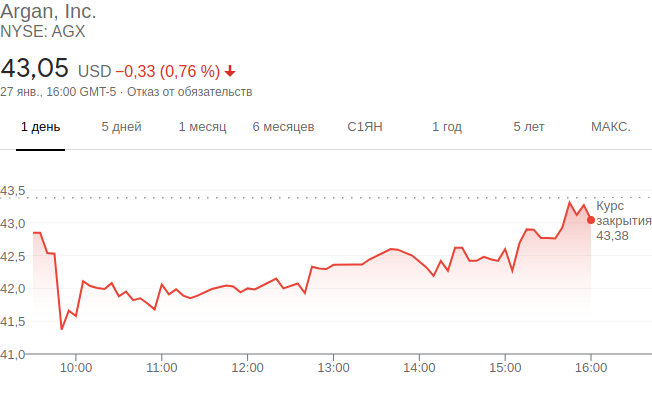 Argan, Inc.
NYSE: AGX
43,05 USD −0,33 (0,76 %)
27 янв., 16:00 GMT-5 · Отказ от обязательств
1 день 5 дней 1 месяц 6 месяцев С1ЯН 1 год 5 лет МАКС.
43,5
43,0
42,5
42,0
41,5
41,0
Курс
закрытия
43,38
10:00 11:00 12:00 13:00 14:00 15:00 16:00